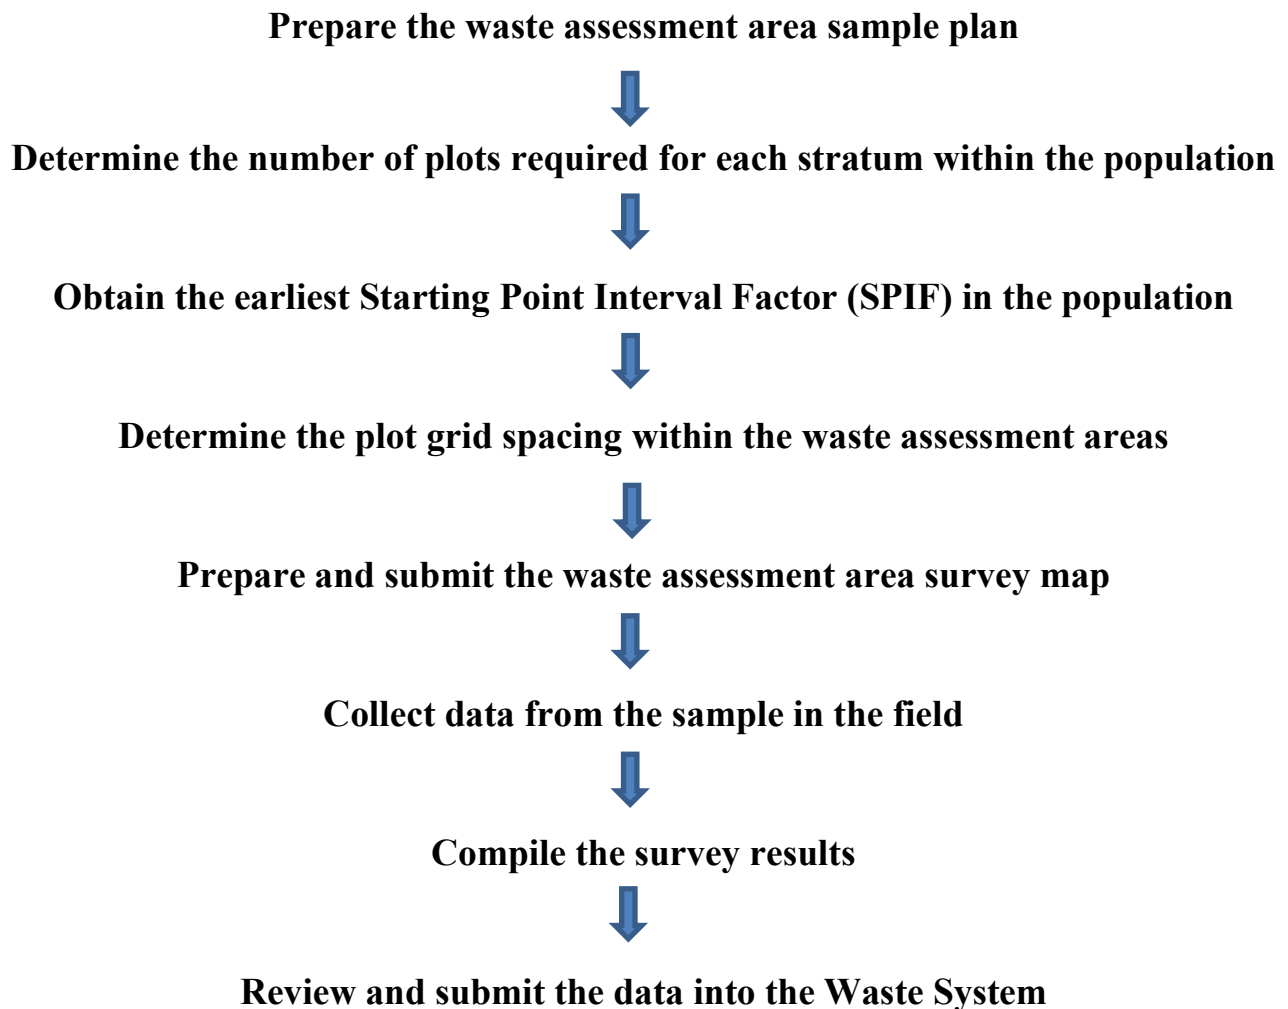 Prepare the waste assessment area sample plan
Determine the number of plots required for each stratum within the population
Obtain the earliest Starting Point Interval Factor (SPIF) in the population
Determine the plot grid spacing within the waste assessment areas
Prepare and submit the waste assessment area survey map
Collect data from the sample in the field
Compile the survey results
Review and submit the data into the Waste System